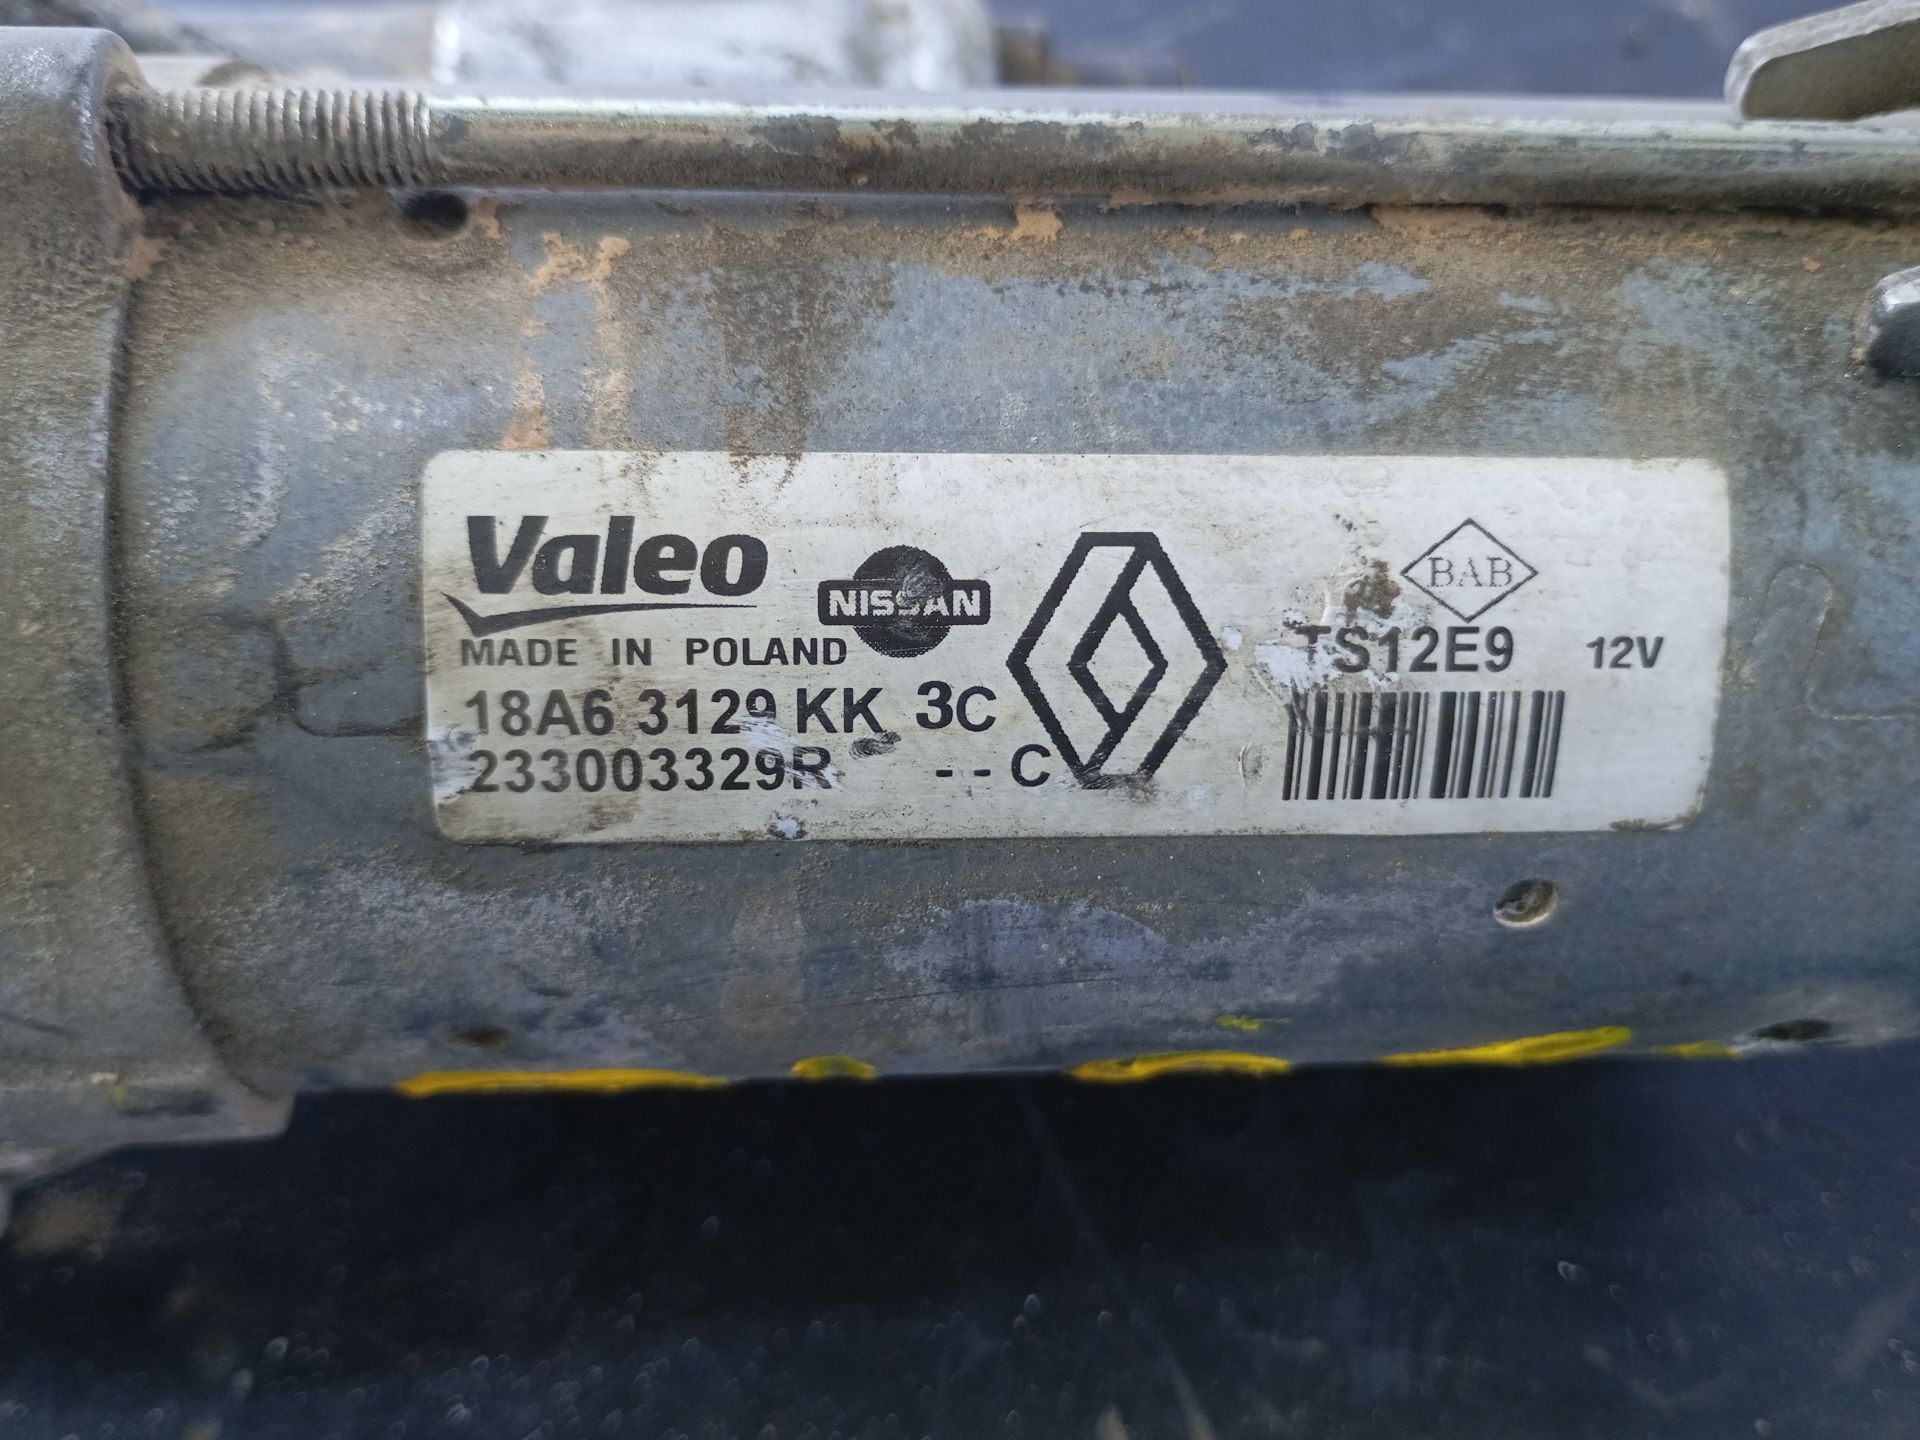 Valeo
NISSAN
BAB
MADE IN POLAND
TS12E9 12V
18A6 3129 KK 3C
233003329R --C